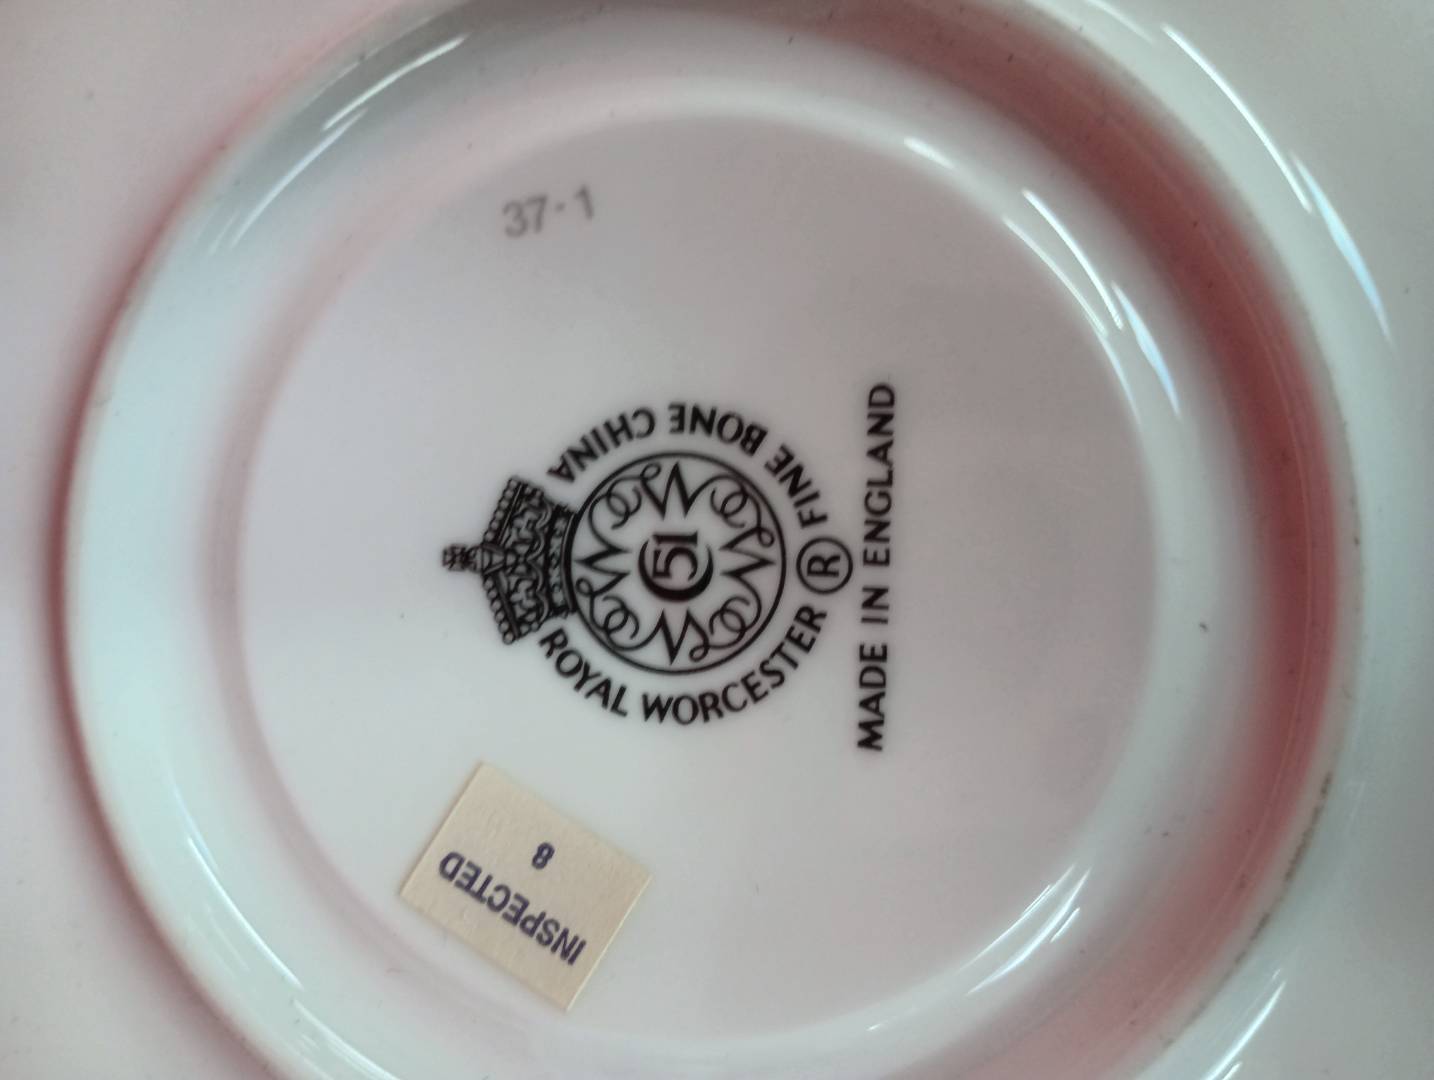 37·1
ROYAL WORCESTER ® FINE BONE CHINA
51
MADE IN ENGLAND
INSPECTED
8